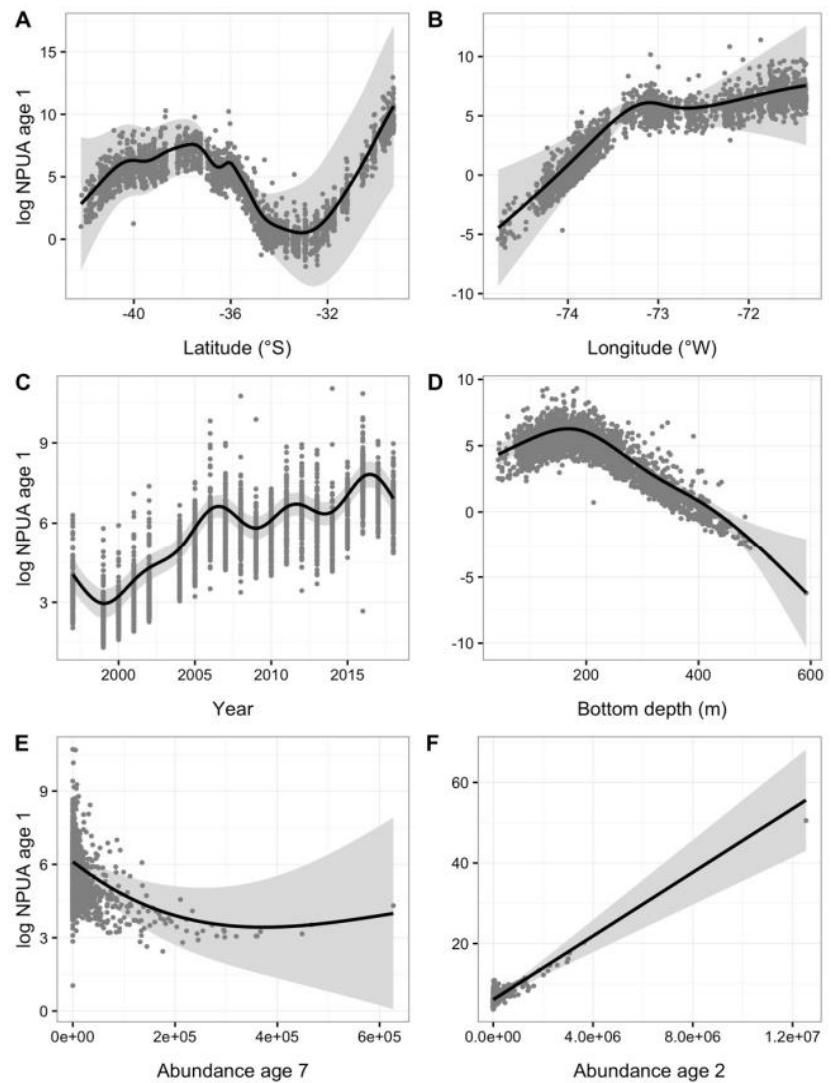 A
B
log NPUA age 1
15
10
5
0
-40
-36
-32
Latitude (°S)
10
5
0
-5
-10
-74
-73
-72
Longitude (°W)
C
D
log NPUA age 1
9
6
3
2000
2005
2010
2015
Year
10
5
0
-5
-10
200
400
600
Bottom depth (m)
E
F
log NPUA age 1
9
6
3
0
0e+00
2e+05
4e+05
6e+05
Abundance age 7
60
40
20
0.0e+00
4.0e+06
8.0e+06
1.2e+07
Abundance age 2